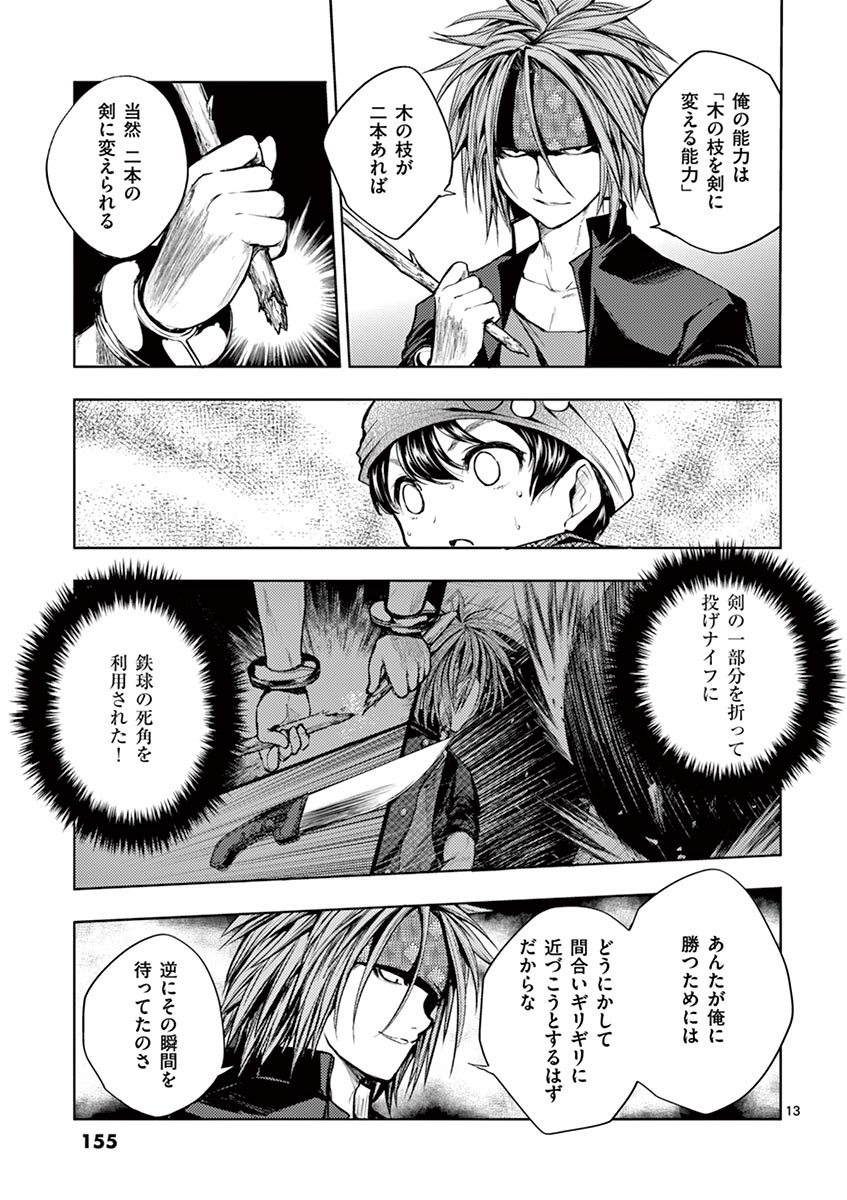 俺の能力は
「木の枝を剣に
変える能力」
木の枝が
二本あれば
当然 二本の
剣に変えられる
剣の一部分を折って
投げナイフに
鉄球の死角を
利用された！
あんたが俺に
勝つためには
どうにかして
間合いギリギリに
近づこうとするはず
だからな
逆にその瞬間を
待ってたのさ
13
155